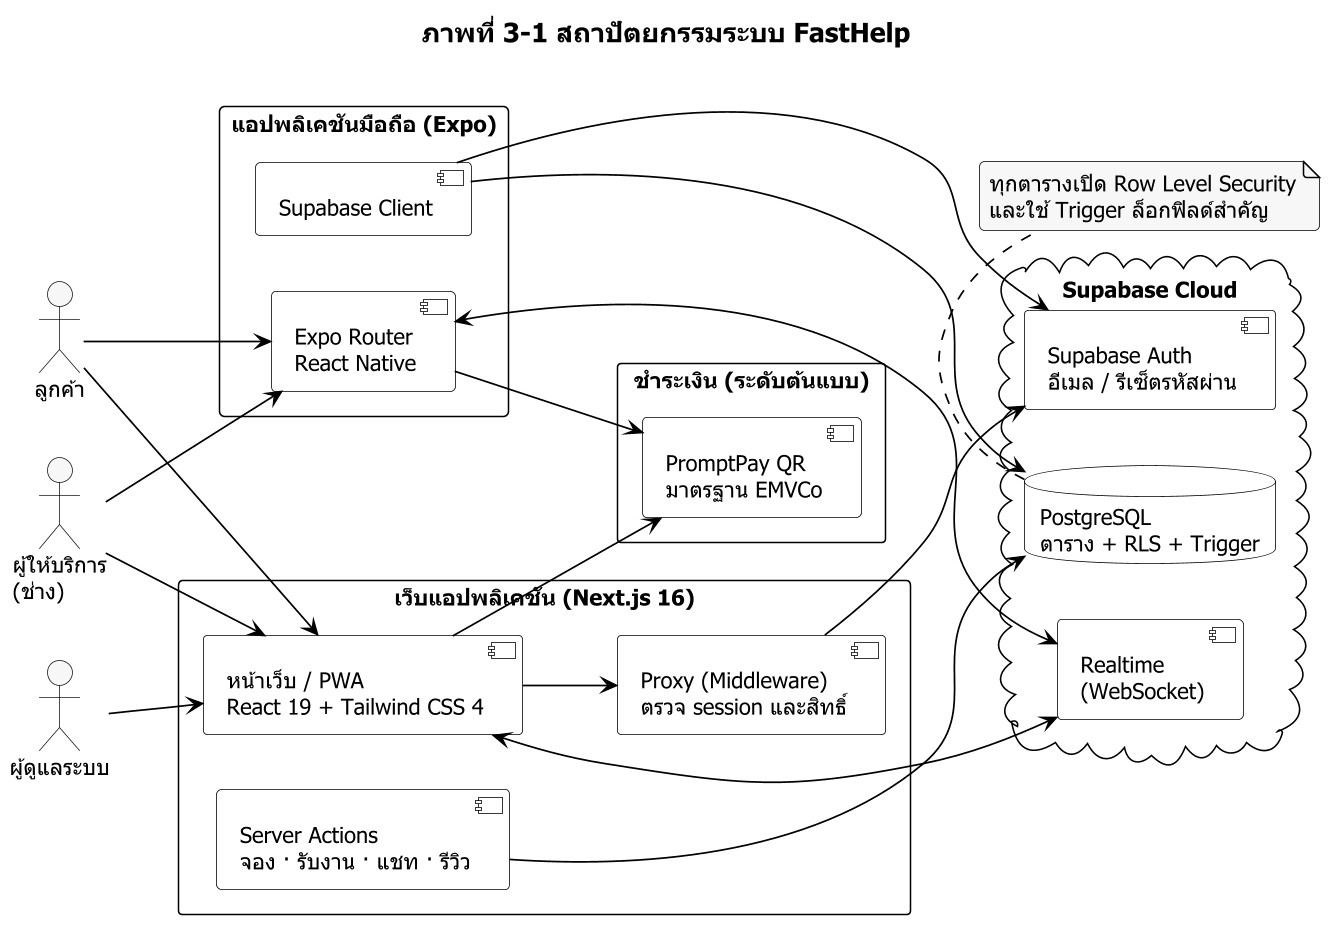 ภาพที่ 3-1 สถาปัตยกรรมระบบ FastHelp
แอปพลิเคชันมือถือ (Expo)
Supabase Client
Expo Router
React Native
ลูกค้า
ผู้ให้บริการ
(ช่าง)
ผู้ดูแลระบบ
ชำระเงิน (ระดับต้นแบบ)
PromptPay QR
มาตรฐาน EMVCo
เว็บแอปพลิเคชัน (Next.js 16)
หน้าเว็บ / PWA
React 19 + Tailwind CSS 4
Proxy (Middleware)
ตรวจ session และสิทธิ์
Server Actions
จอง · รับงาน · แชท · รีวิว
ทุกตารางเปิด Row Level Security
และใช้ Trigger ล็อกฟิลด์สำคัญ
Supabase Cloud
Supabase Auth
อีเมล / รีเซ็ตรหัสผ่าน
PostgreSQL
ตาราง + RLS + Trigger
Realtime
(WebSocket)